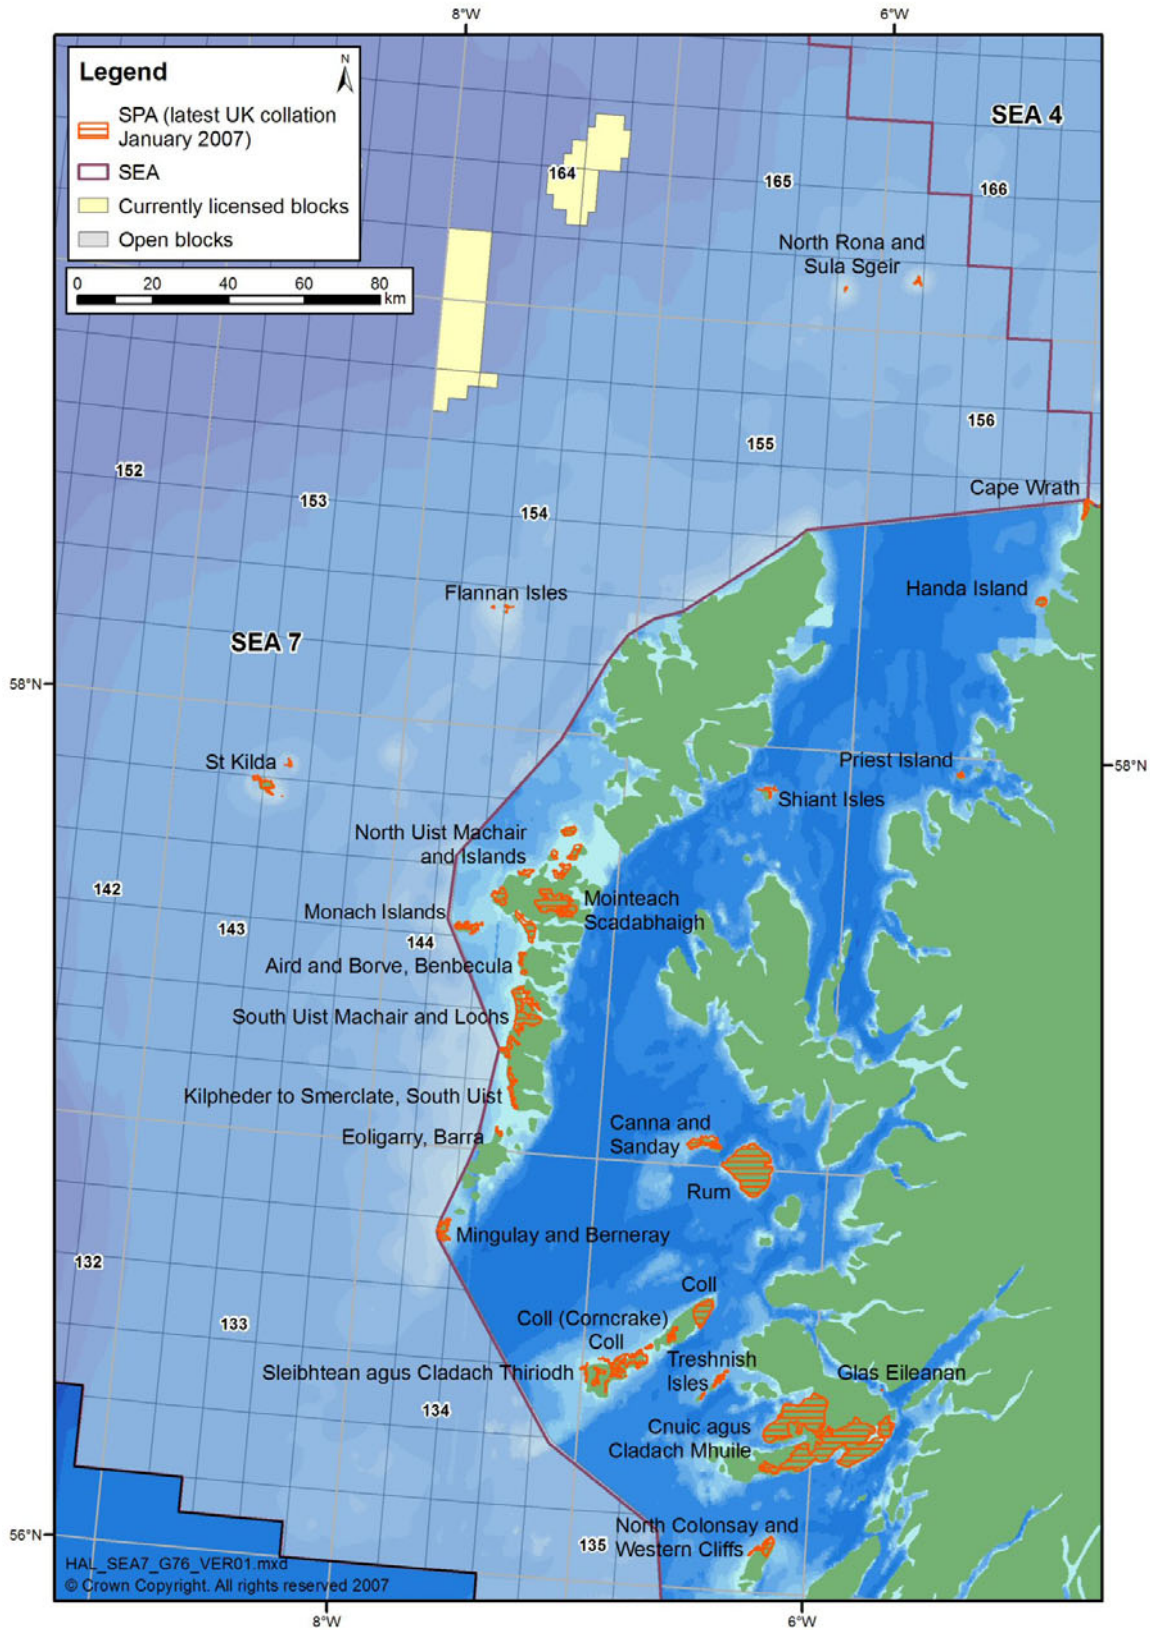 8°W
6°W
Legend
N
SPA (latest UK collation
January 2007)
SEA
Currently licensed blocks
Open blocks
0 20 40 60 80
km
SEA 4
164
165
166
North Rona and
Sula Sgeir
156
155
152
153
154
Cape Wrath
Flannan Isles
Handa Island
SEA 7
58°N
St Kilda
Priest Island
58°N
Shiant Isles
North Uist Machair
and Islands
142
143
144
Monach Islands
Mointeach
Scadabhaigh
Aird and Borve, Benbecula
South Uist Machair and Lochs
Kilpheder to Smerclate, South Uist
Eoligarry, Barra
Canna and
Sanday
Rum
Mingulay and Berneray
132
133
Coll
Coll (Corncrake)
Coll
Sleibhtean agus Cladach Thiriodh
Treshnish
Isles
Glas Eileanan
134
Cnuic agus
Cladach Mhuile
56°N
135
North Colonsay and
Western Cliffs
HAL_SEA7_G76_VER01.mxd
© Crown Copyright. All rights reserved 2007
8°W
6°W